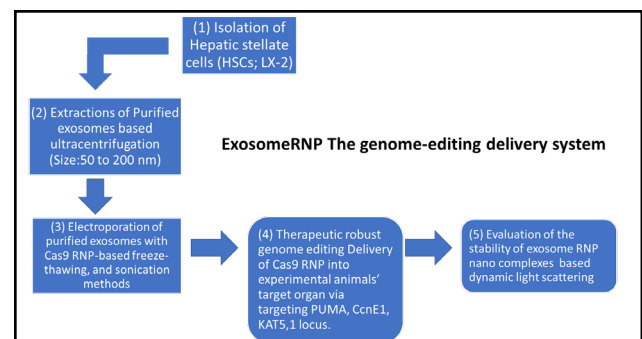 (1) Isolation of
Hepatic stellate
cells (HSCs; LX-2)
(2) Extractions of Purified
exosomes based
ultracentrifugation
(Size:50 to 200 nm)
ExosomeRNP The genome-editing delivery system
(3) Electroporation of
purified exosomes with
Cas9 RNP-based freeze-
thawing, and sonication
methods
(4) Therapeutic robust
genome editing Delivery
of Cas9 RNP into
experimental animals’
target organ via
targeting PUMA, CcnE1,
KAT5,1 locus.
(5) Evaluation of the
stability of exosome RNP
nano complexes based
dynamic light scattering